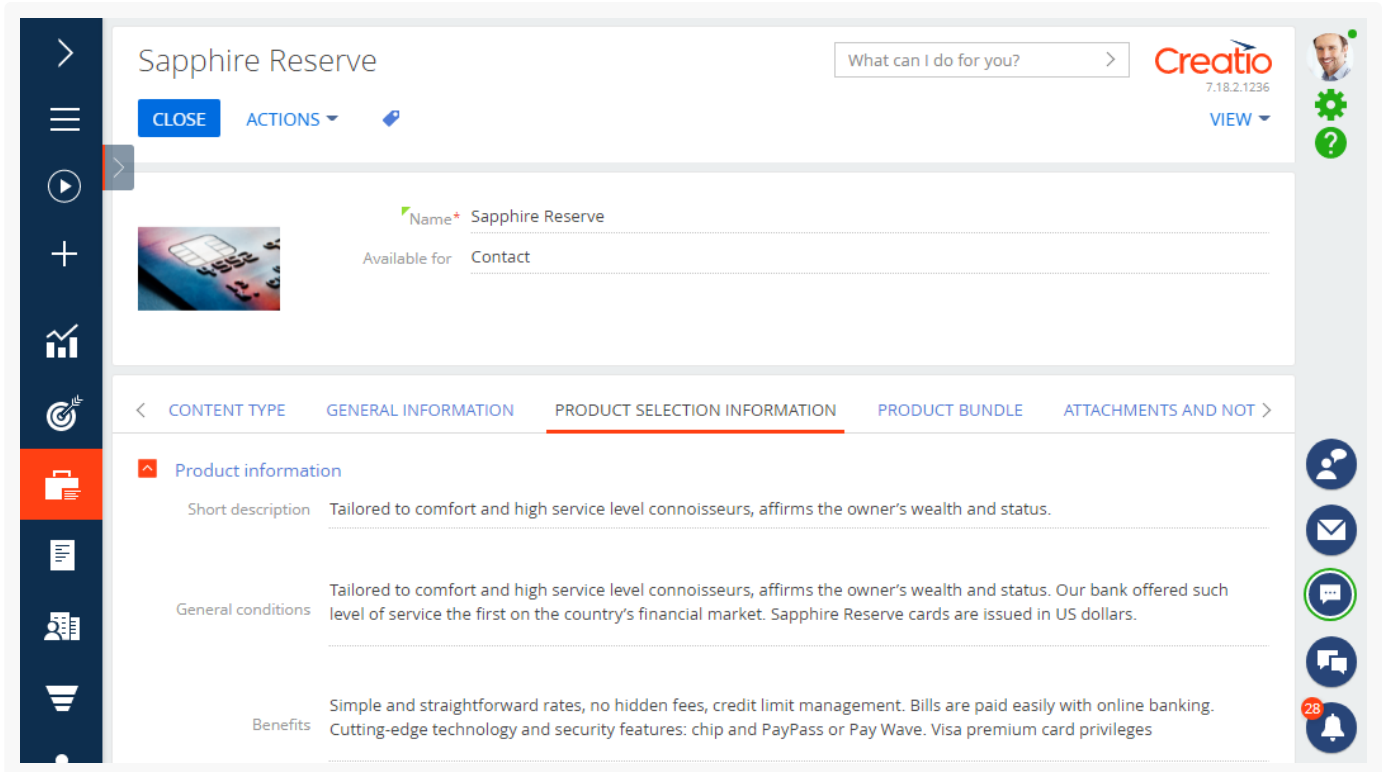 Sapphire Reserve
What can I do for you?
Creatio
7.18.2.1236
CLOSE
ACTIONS
VIEW
Name* Sapphire Reserve
Available for Contact
4992
CONTENT TYPE
GENERAL INFORMATION
PRODUCT SELECTION INFORMATION
PRODUCT BUNDLE
ATTACHMENTS AND NOT
Product information
Short description Tailored to comfort and high service level connoisseurs, affirms the owner’s wealth and status.
General conditions
Tailored to comfort and high service level connoisseurs, affirms the owner’s wealth and status. Our bank offered such
level of service the first on the country’s financial market. Sapphire Reserve cards are issued in US dollars.
Benefits
Simple and straightforward rates, no hidden fees, credit limit management. Bills are paid easily with online banking.
Cutting-edge technology and security features: chip and PayPass or Pay Wave. Visa premium card privileges
28